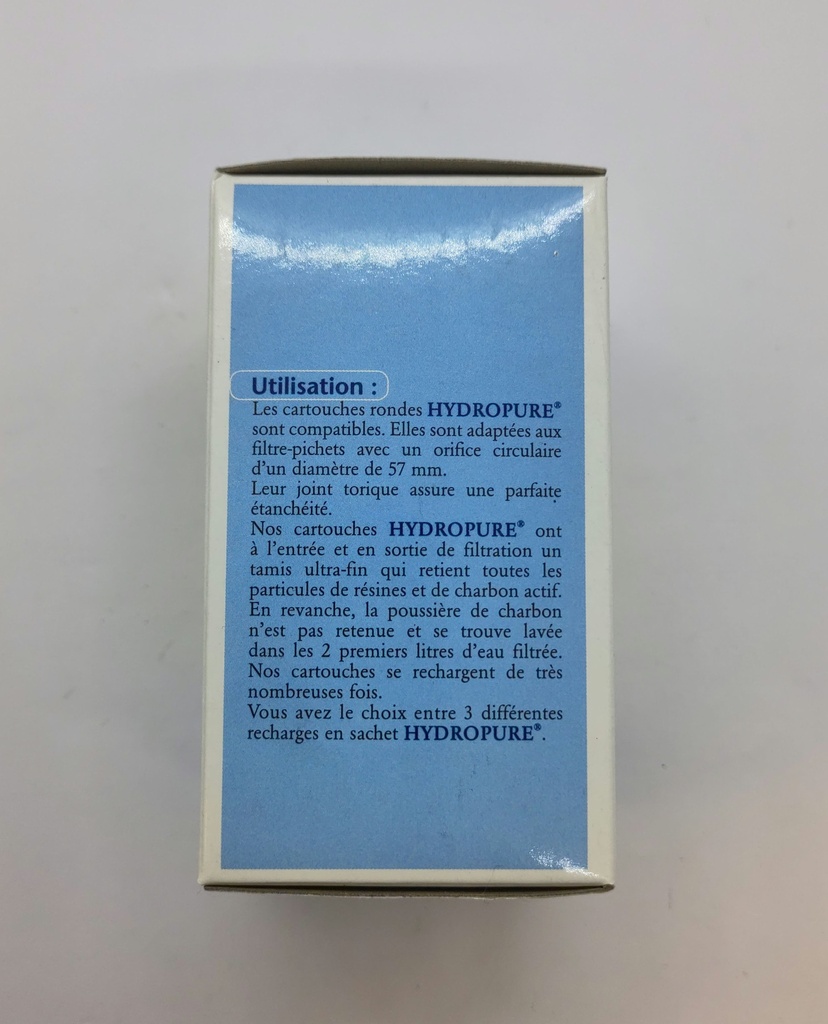 Utilisation :
Les cartouches rondes HYDROPURE®
sont compatibles. Elles sont adaptées aux
filtre-pichets avec un orifice circulaire
d'un diamètre de 57 mm.
Leur joint torique assure une parfaite
étanchéité.
Nos cartouches HYDROPURE® ont
à l'entrée et en sortie de filtration un
tamis ultra-fin qui retient toutes les
particules de résines et de charbon actif.
En revanche, la poussière de charbon
n'est pas retenue et se trouve lavée
dans les 2 premiers litres d'eau filtrée.
Nos cartouches se rechargent de très
nombreuses fois.
Vous avez le choix entre 3 différentes
recharges en sachet HYDROPURE®.